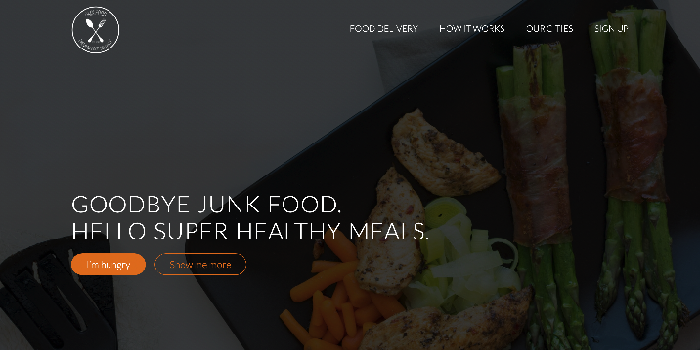 FOOD DELIVERY
HOW IT WORKS
OUR CITIES
SIGN UP
GOODBYE JUNK FOOD.
HELLO SUPER HEALTHY MEALS.
I'm hungry
Show me more